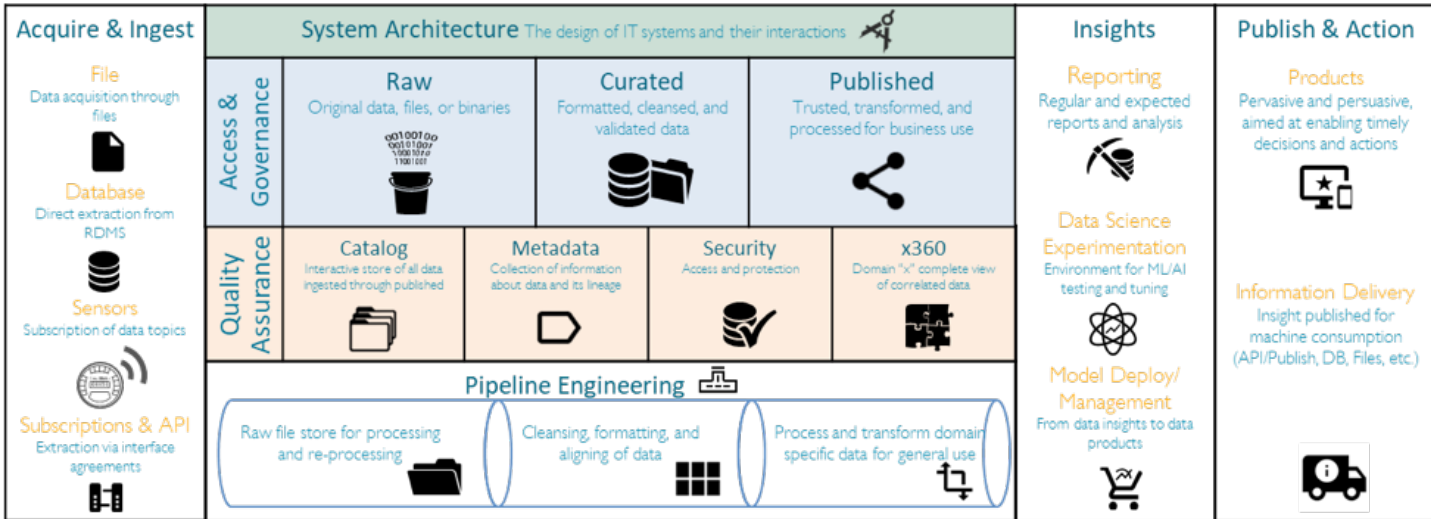 Acquire & Ingest
File
Data acquisition through
files
Database
Direct extraction from
RDMS
Sensors
Subscription of data topics
Subscriptions & API
Extraction via interface
agreements
System Architecture The design of IT systems and their interactions
Access &
Governance
Raw
Original data, files, or binaries
00100100
Curated
Formatted, cleansed, and
validated data
Published
Trusted, transformed, and
processed for business use
Quality
Assurance
Catalog
Interactive store of all data
ingested through published
Metadata
Collection of information
about data and its lineage
Security
Access and protection
x360
Domain "x" complete view
of correlated data
Pipeline Engineering
Raw file store for processing
and re-processing
Cleansing, formatting, and
aligning of data
Process and transform domain
specific data for general use
Insights
Reporting
Regular and expected
reports and analysis
Data Science
Experimentation
Environment for ML/AI
testing and tuning
Model Deploy/
Management
From data insights to data
products
Publish & Action
Products
Pervasive and persuasive,
aimed at enabling timely
decisions and actions
Information Delivery
Insight published for
machine consumption
(API/Publish, DB, Files, etc.)